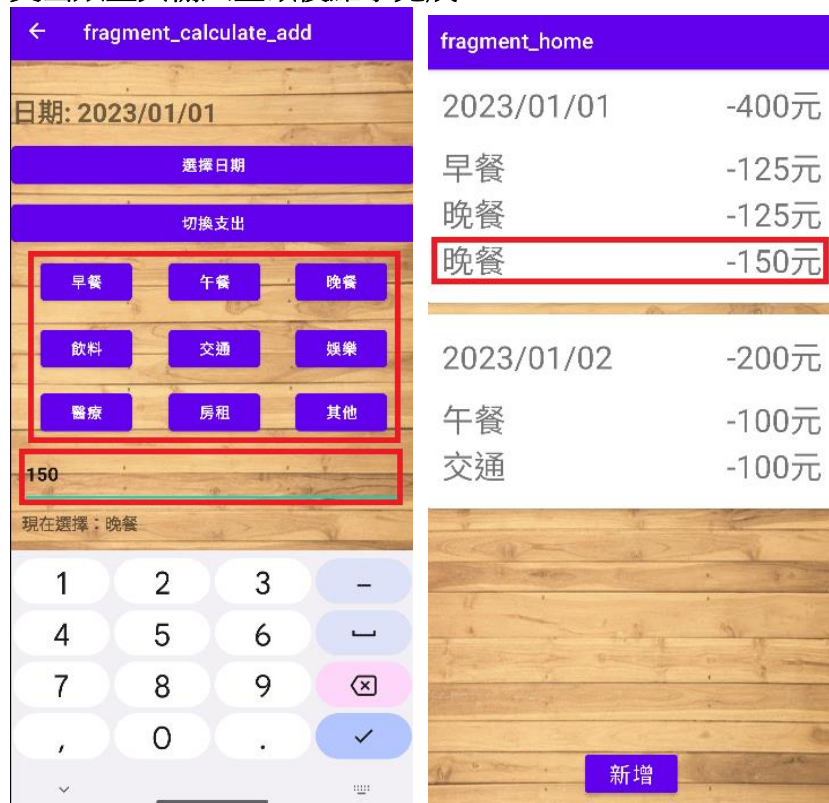 fragment_calculate_add
日期: 2023/01/01
選擇日期
切換支出
早餐 午餐 晚餐
飲料 交通 娛樂
醫療 房租 其他
150
現在選擇：晚餐
1 2 3 –
4 5 6
7 8 9
, 0 .
fragment_home
2023/01/01 -400元
早餐 -125元
晚餐 -125元
晚餐 -150元
2023/01/02 -200元
午餐 -100元
交通 -100元
新增